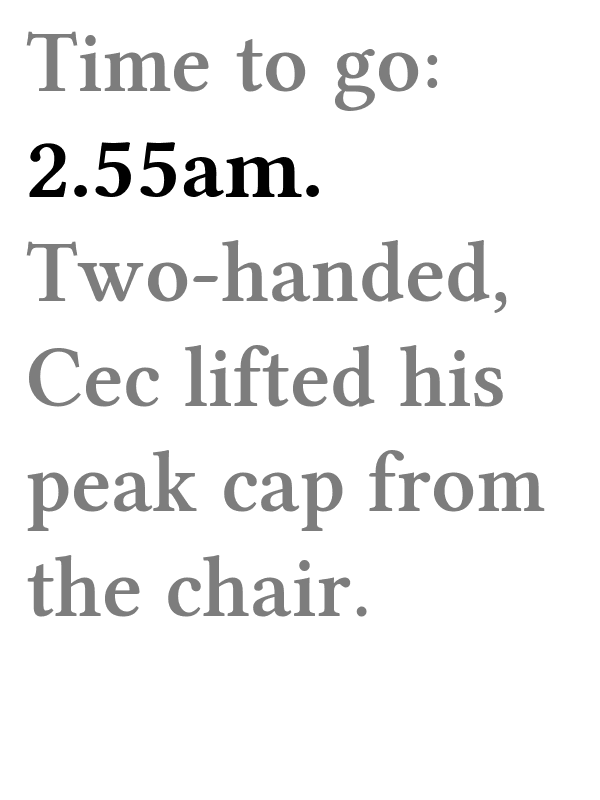 Time to go:
2.55am.
Two-handed,
Cec lifted his
peak cap from
the chair.